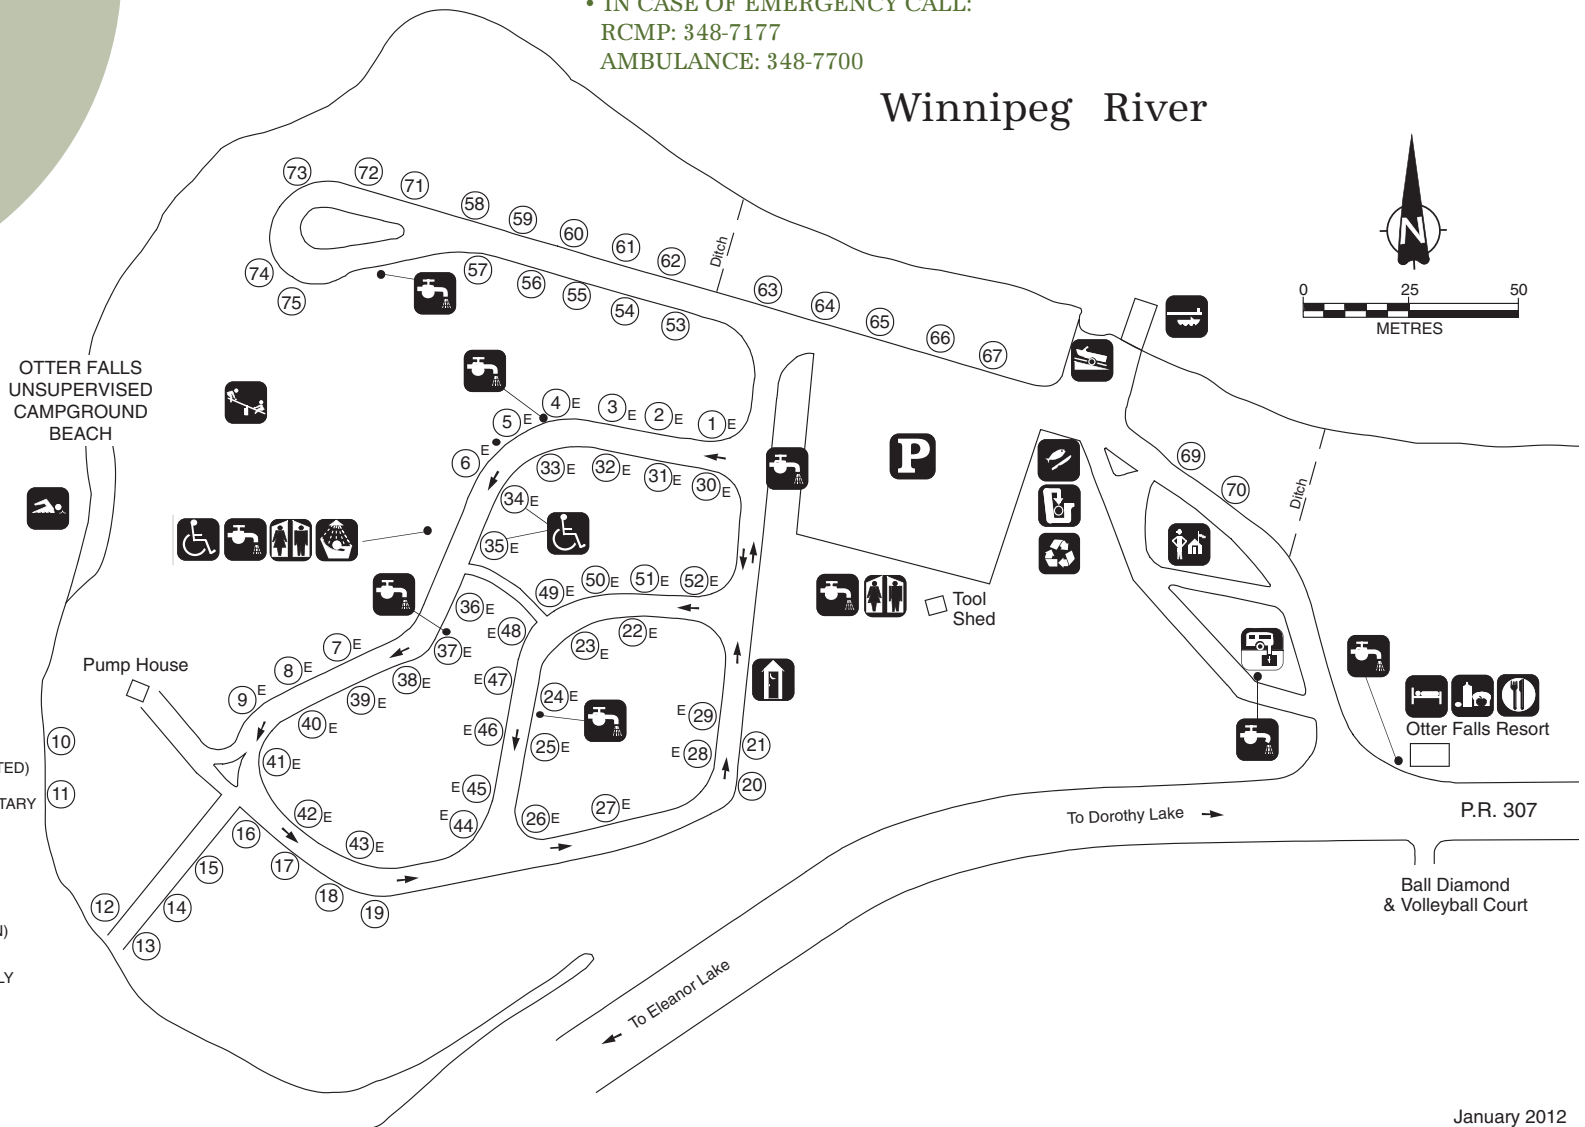 • IN CASE OF EMERGENCY CALL:
RCMP: 348-7177
AMBULANCE: 348-7700
Winnipeg River
N
0 25 50
METRES
73 72 71 58 59 60 61 62 Ditch 63 64 65 66 67
74 75 57 56 55 54 53
OTTER FALLS
UNSUPERVISED
CAMPGROUND
BEACH
4 E 3 E 2 E 1 E
5 E
6 E
33 E 32 E 31 E 30 E
34 E
35 E
P
69
70
Ditch
49 E 50 E 51 E 52 E
36 E
E 48
37 E
23 E 22 E
Tool
Shed
7 E
8 E
9 E
Pump House
38 E
39 E
40 E
41 E
42 E
43 E
E 47
E 46
E 45
E 44
24 E
25 E
26 E
27 E
E 28
E 29
21
20
10
11
TED)
TARY
12
13
14
15
16
17
18
19
N)
LY
Otter Falls Resort
P.R. 307
To Dorothy Lake
Ball Diamond
& Volleyball Court
To Eleanor Lake
January 2012